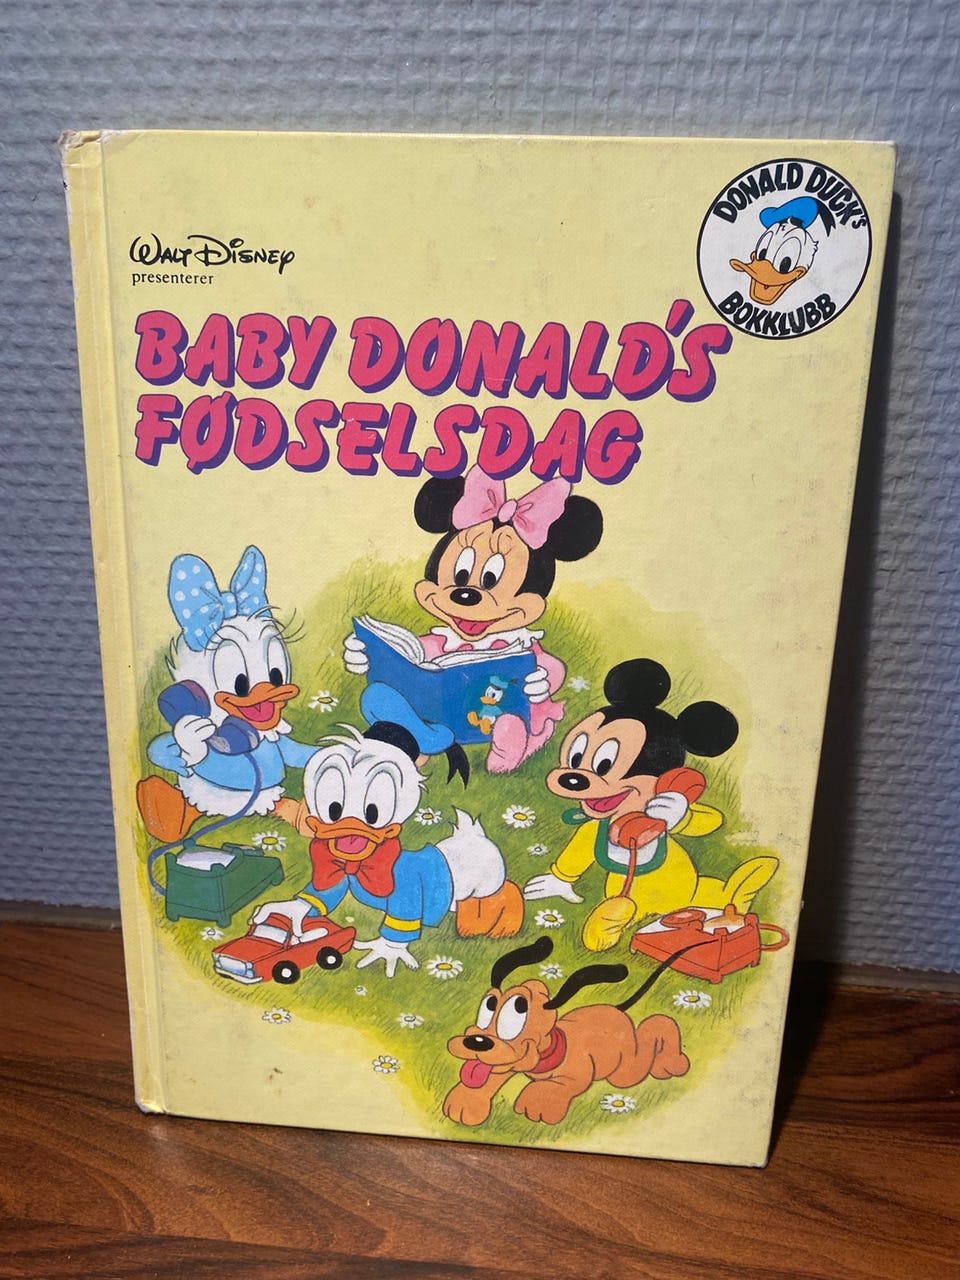 DONALD DUCK's
BOKKLUBB
WALT DISNEY
presenterer
BABY DONALD'S
FØDSELSDAG